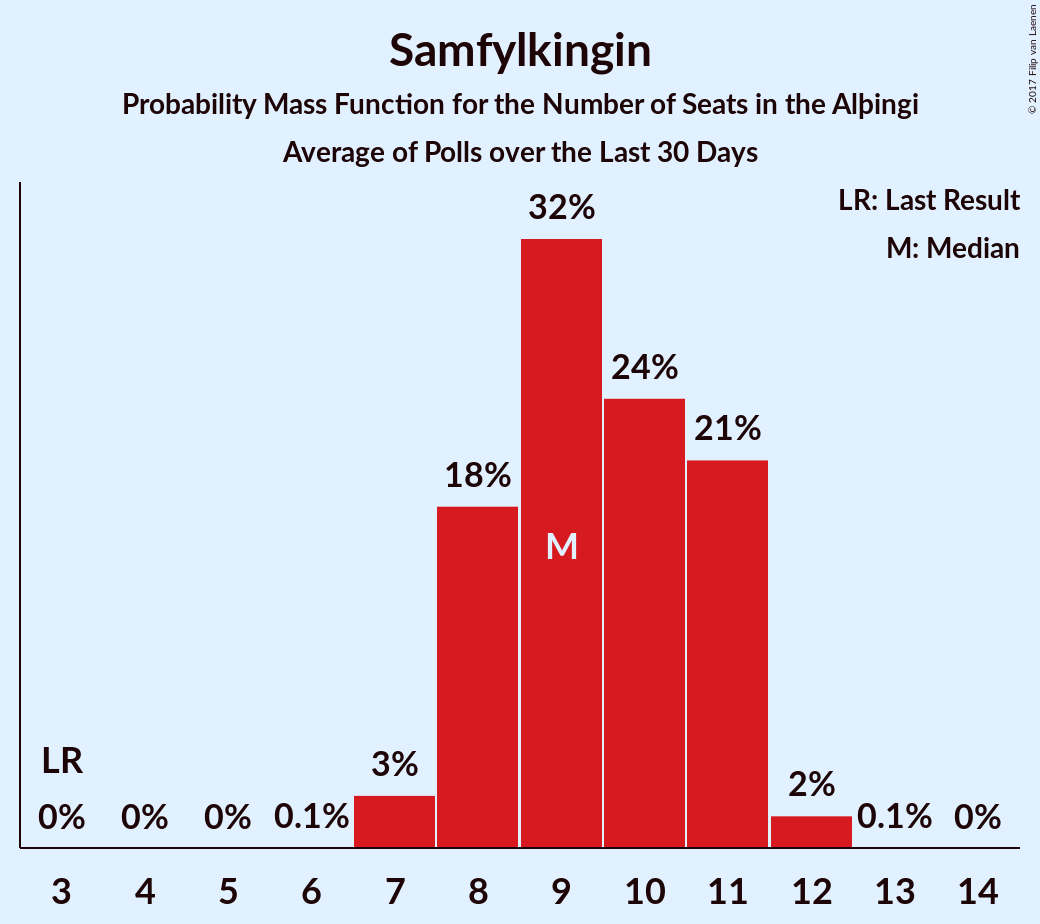 Samfylkingin
Probability Mass Function for the Number of Seats in the Alþingi
Average of Polls over the Last 30 Days
© 2017 Filip van Laenen
LR: Last Result
M: Median
32%
24%
21%
18%
M
LR
3%
2%
0% 0% 0% 0.1% 0.1% 0%
3 4 5 6 7 8 9 10 11 12 13 14